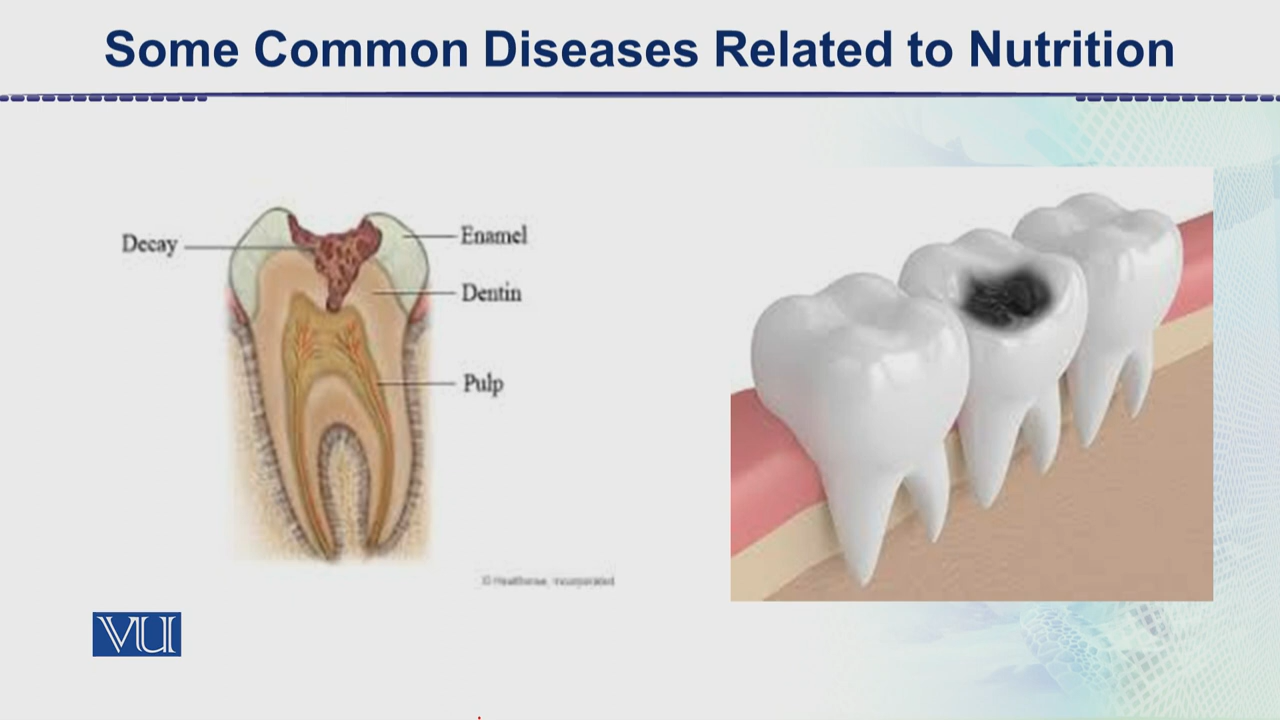 Some Common Diseases Related to Nutrition
Decay
Enamel
Dentin
Pulp
VU